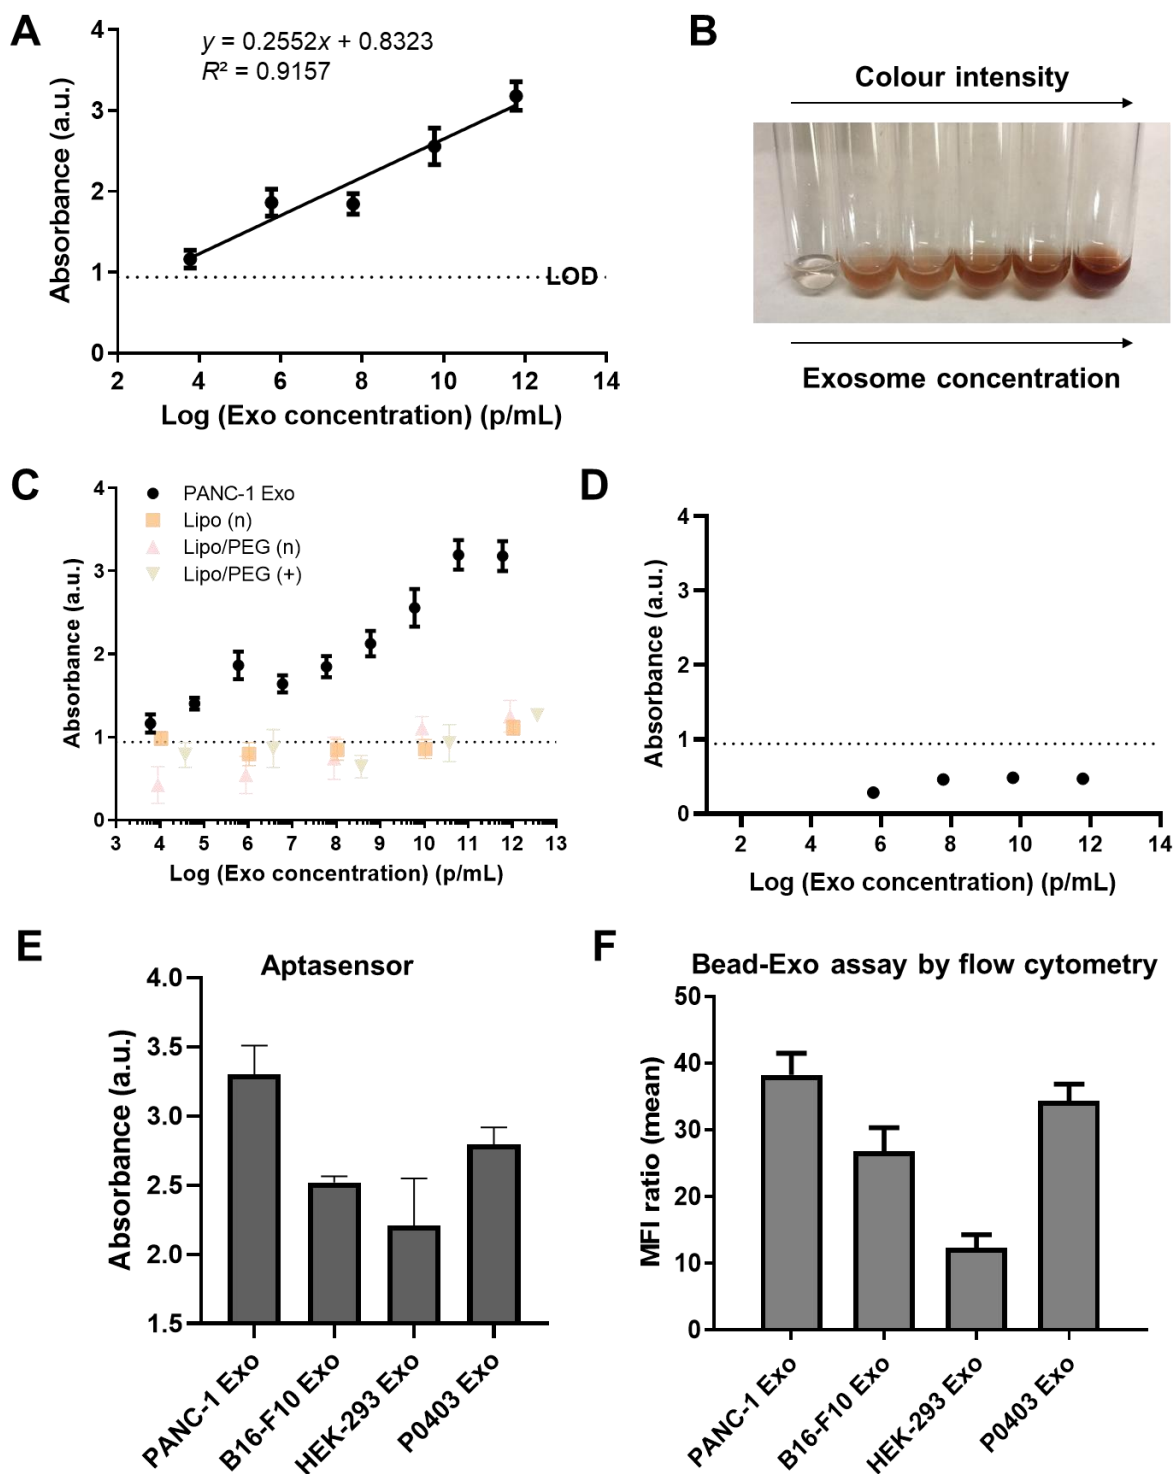 A
y = 0.2552x + 0.8323
R² = 0.9157
Absorbance (a.u.)
4
3
2
1
0
LOD
2 4 6 8 10 12 14
Log (Exo concentration) (p/mL)
B
Colour intensity
Exosome concentration
C
PANC-1 Exo
Lipo (n)
Lipo/PEG (n)
Lipo/PEG (+)
Absorbance (a.u.)
4
3
2
1
0
3 4 5 6 7 8 9 10 11 12 13
Log (Exo concentration) (p/mL)
D
Absorbance (a.u.)
4
3
2
1
0
2 4 6 8 10 12 14
Log (Exo concentration) (p/mL)
E
Aptasensor
Absorbance (a.u.)
4.0
3.5
3.0
2.5
2.0
1.5
PANC-1 Exo
B16-F10 Exo
HEK-293 Exo
P0403 Exo
F
Bead-Exo assay by flow cytometry
MFI ratio (mean)
50
40
30
20
10
0
PANC-1 Exo
B16-F10 Exo
HEK-293 Exo
P0403 Exo